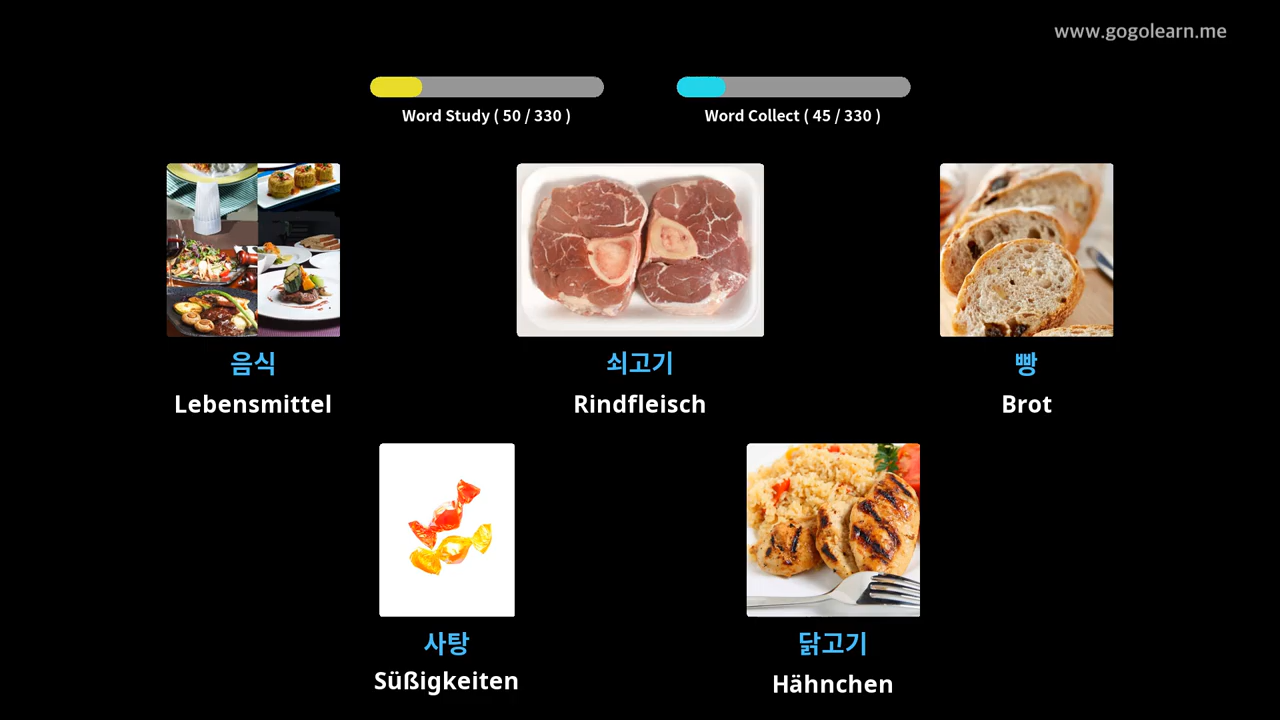 www.gogolearn.me
Word Study ( 50 / 330 )
Word Collect ( 45 / 330 )
음식
쇠고기
빵
Lebensmittel
Rindfleisch
Brot
사탕
닭고기
Süßigkeiten
Hähnchen